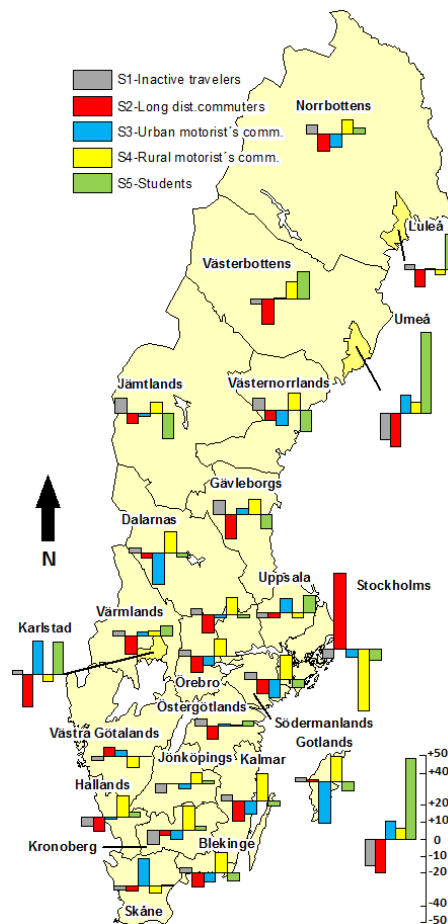 S1-Inactive travelers
S2-Long dist.commuters
S3-Urban motorist´s comm.
S4-Rural motorist´s comm.
S5-Students
Norrbottens
Luleå
Västerbottens
Umeå
Jämtlands
Västernorrlands
Gävleborgs
N
Dalarnas
Uppsala
Stockholms
Värmlands
Karlstad
Örebro
Östergötlands
Södermanlands
Västra Götalands
Gotlands
Jönköpings
Kalmar
Hallands
Kronoberg
Blekinge
Skåne
+50
+40
+20
+10
0
-10
-20
-40
-50